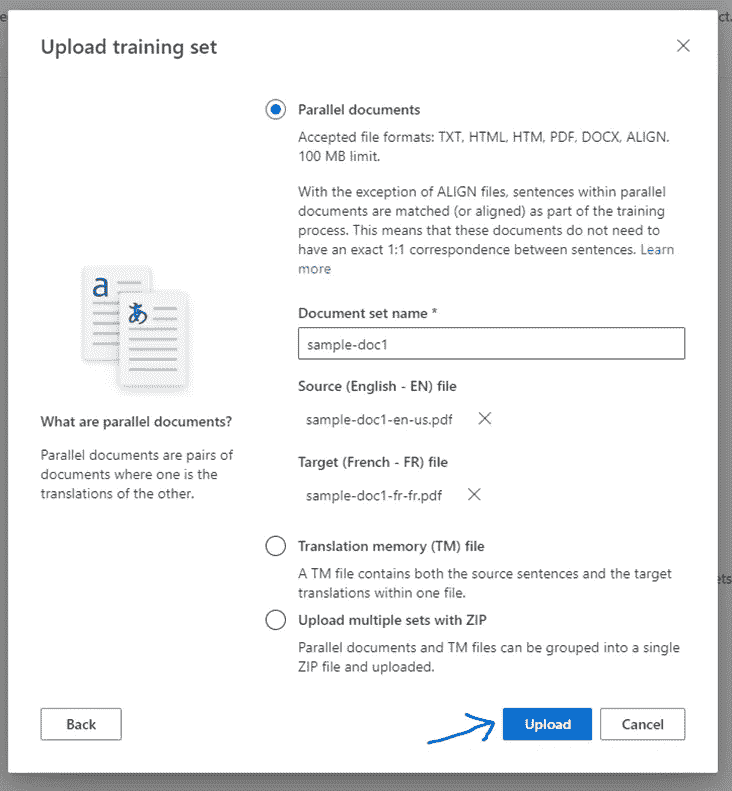 Upload training set
Parallel documents
Accepted file formats: TXT, HTML, HTM, PDF, DOCX, ALIGN.
100 MB limit.
With the exception of ALIGN files, sentences within parallel
documents are matched (or aligned) as part of the training
process. This means that these documents do not need to
have an exact 1:1 correspondence between sentences. Learn
more
a
あ
What are parallel documents?
Parallel documents are pairs of
documents where one is the
translations of the other.
Document set name *
sample-doc1
Source (English - EN) file
sample-doc1-en-us.pdf
Target (French - FR) file
sample-doc1-fr-fr.pdf
Translation memory (TM) file
A TM file contains both the source sentences and the target
translations within one file.
Upload multiple sets with ZIP
Parallel documents and TM files can be grouped into a single
ZIP file and uploaded.
Back
Upload
Cancel